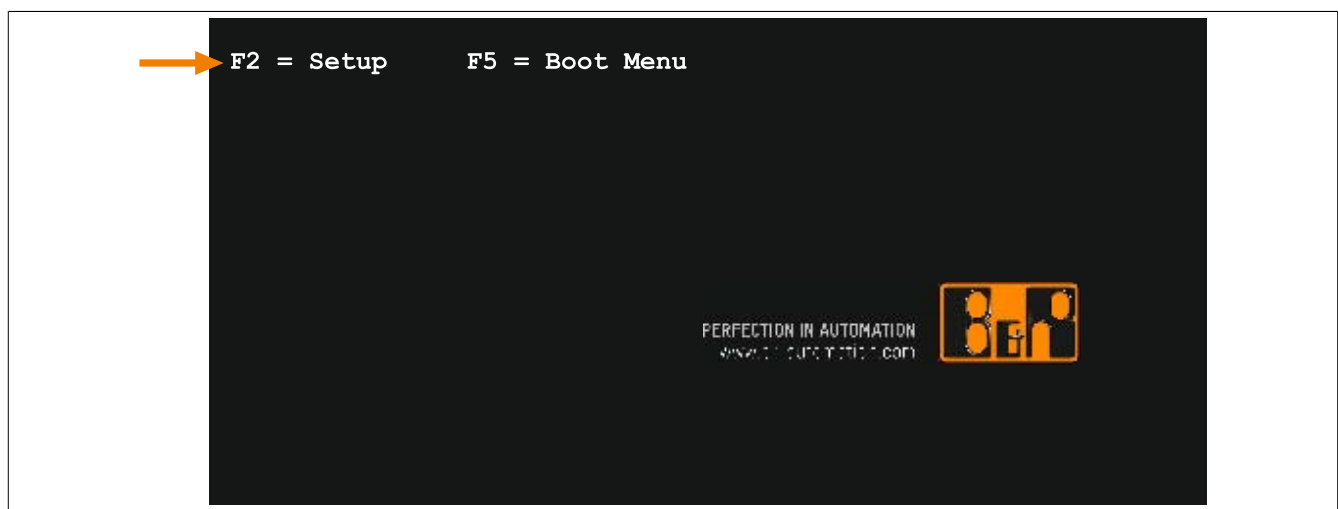 F2 = Setup F5 = Boot Menu
PERFECTION IN AUTOMATION
B&R